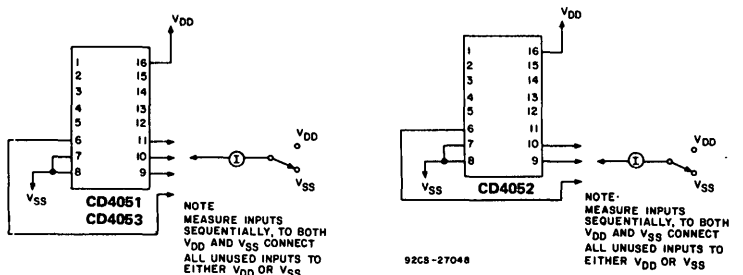 VDD
1 16
2 15
3 14
4 13
5 12
6 11
7 10
8 9
VSS
CD4051
CD4053
I
VDD
VSS
NOTE
MEASURE INPUTS
SEQUENTIALLY, TO BOTH
VDD AND VSS CONNECT
ALL UNUSED INPUTS TO
EITHER VDD OR VSS
VDD
1 16
2 15
3 14
4 13
5 12
6 11
7 10
8 9
VSS
CD4052
I
VDD
VSS
NOTE·
MEASURE INPUTS
SEQUENTIALLY, TO BOTH
VDD AND VSS CONNECT
ALL UNUSED INPUTS TO
EITHER VDD OR VSS
92CS-27048